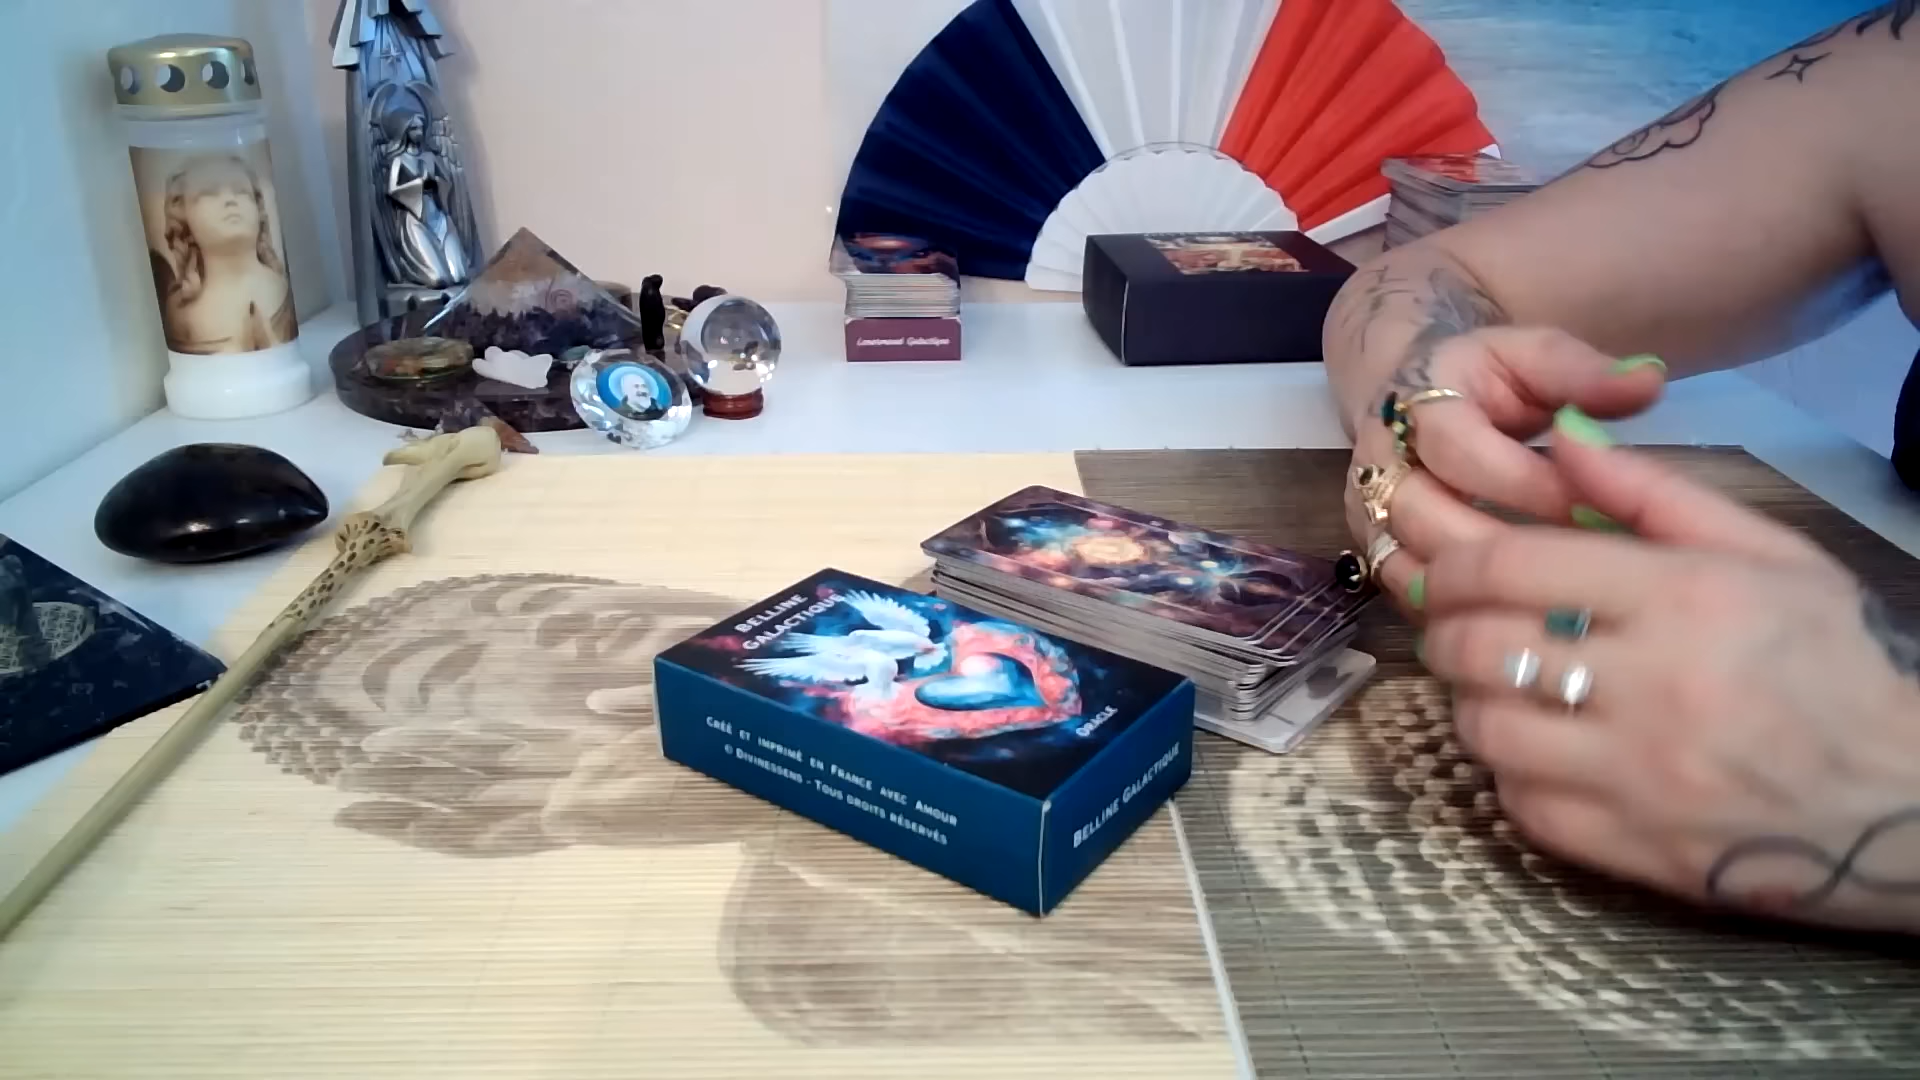 Lenormand Galactique
BELLINE
GALACTIQUE
ORACLE
CRÉÉ ET IMPRIMÉ EN FRANCE AVEC AMOUR
© DIVINESSENS - TOUS DROITS RÉSERVÉS
BELLINE GALACTIQUE